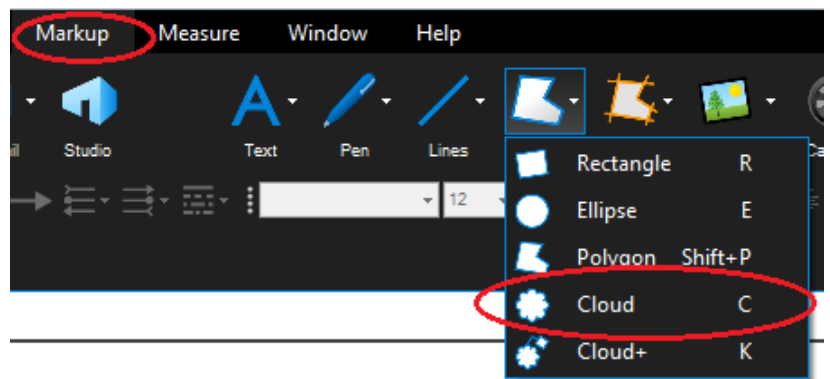 Markup Measure Window Help
Studio Text Pen Lines
12
Rectangle R
Ellipse E
Polygon Shift+P
Cloud C
Cloud+ K